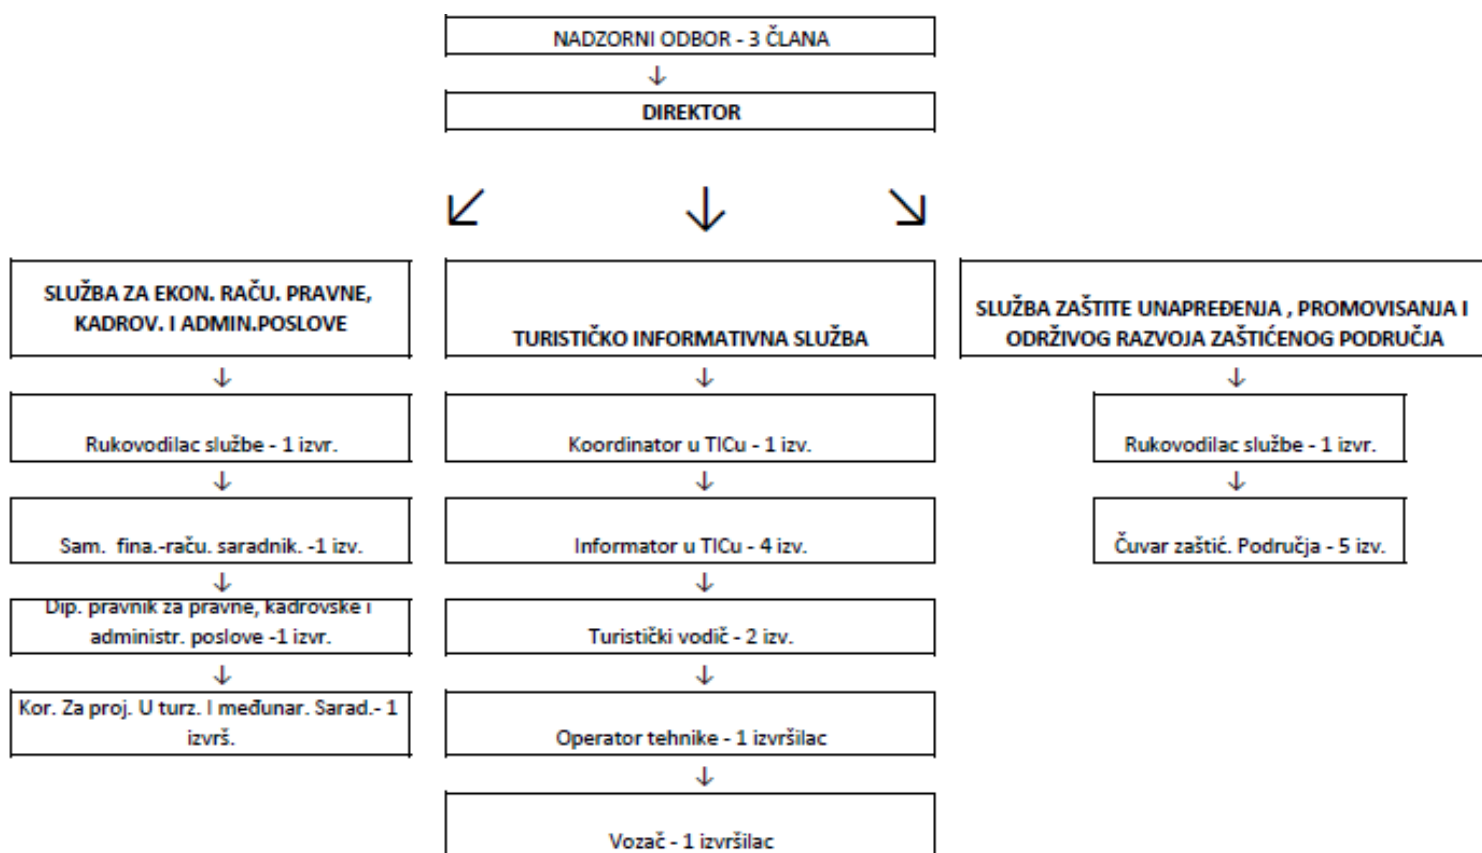 NADZORNI ODBOR - 3 ČLANA
DIREKTOR
SLUŽBA ZA EKON. RAČU. PRAVNE,
KADROV. I ADMIN.POSLOVE
TURISTIČKO INFORMATIVNA SLUŽBA
SLUŽBA ZAŠTITE UNAPREĐENJA , PROMOVISANJA I
ODRŽIVOG RAZVOJA ZAŠTIĆENOG PODRUČJA
Rukovodilac službe - 1 izvr.
Koordinator u TICu - 1 izv.
Rukovodilac službe - 1 izvr.
Sam. fina.-raču. saradnik. -1 izv.
Informator u TICu - 4 izv.
Čuvar zaštić. Područja - 5 izv.
Dip. pravnik za pravne, kadrovske i
administr. poslove -1 izvr.
Turistički vodič - 2 izv.
Kor. Za proj. U turz. I međunar. Sarad.- 1
izvrš.
Operator tehnike - 1 izvršilac
Vozač - 1 izvršilac